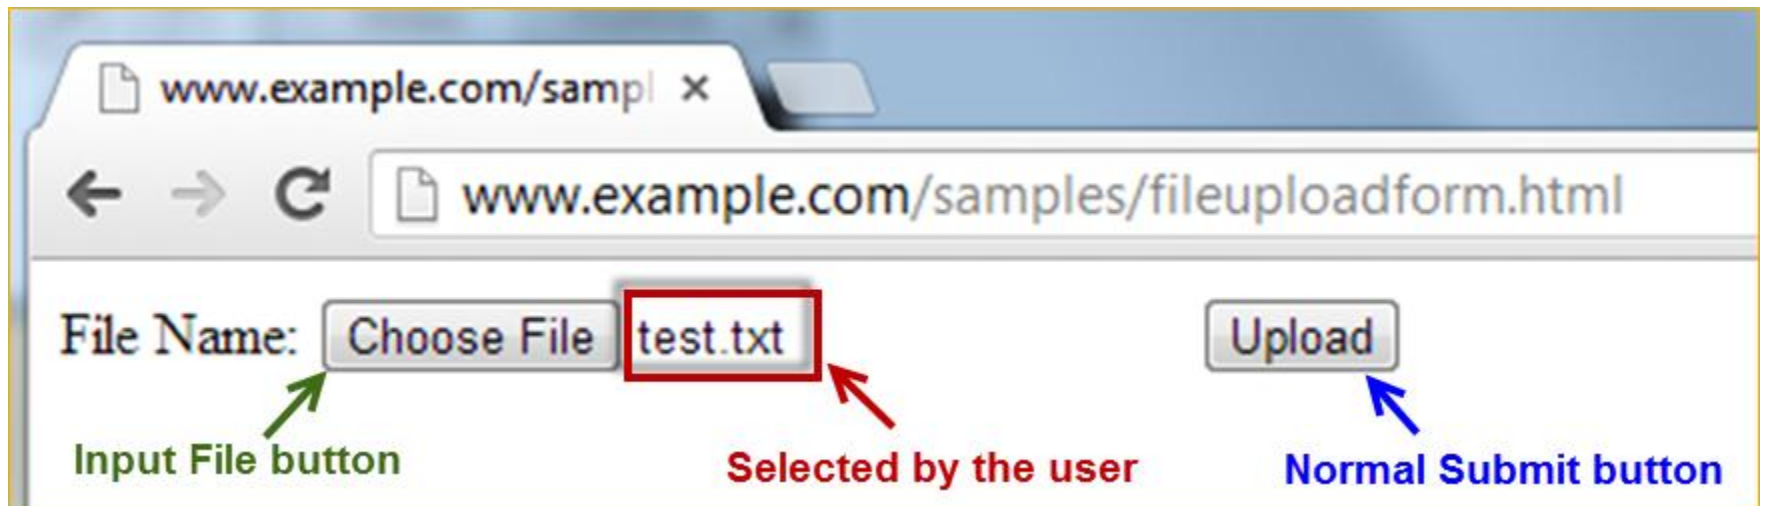 www.example.com/sampl
www.example.com/samples/fileuploadform.html
File Name: Choose File test.txt Upload
Input File button Selected by the user Normal Submit button